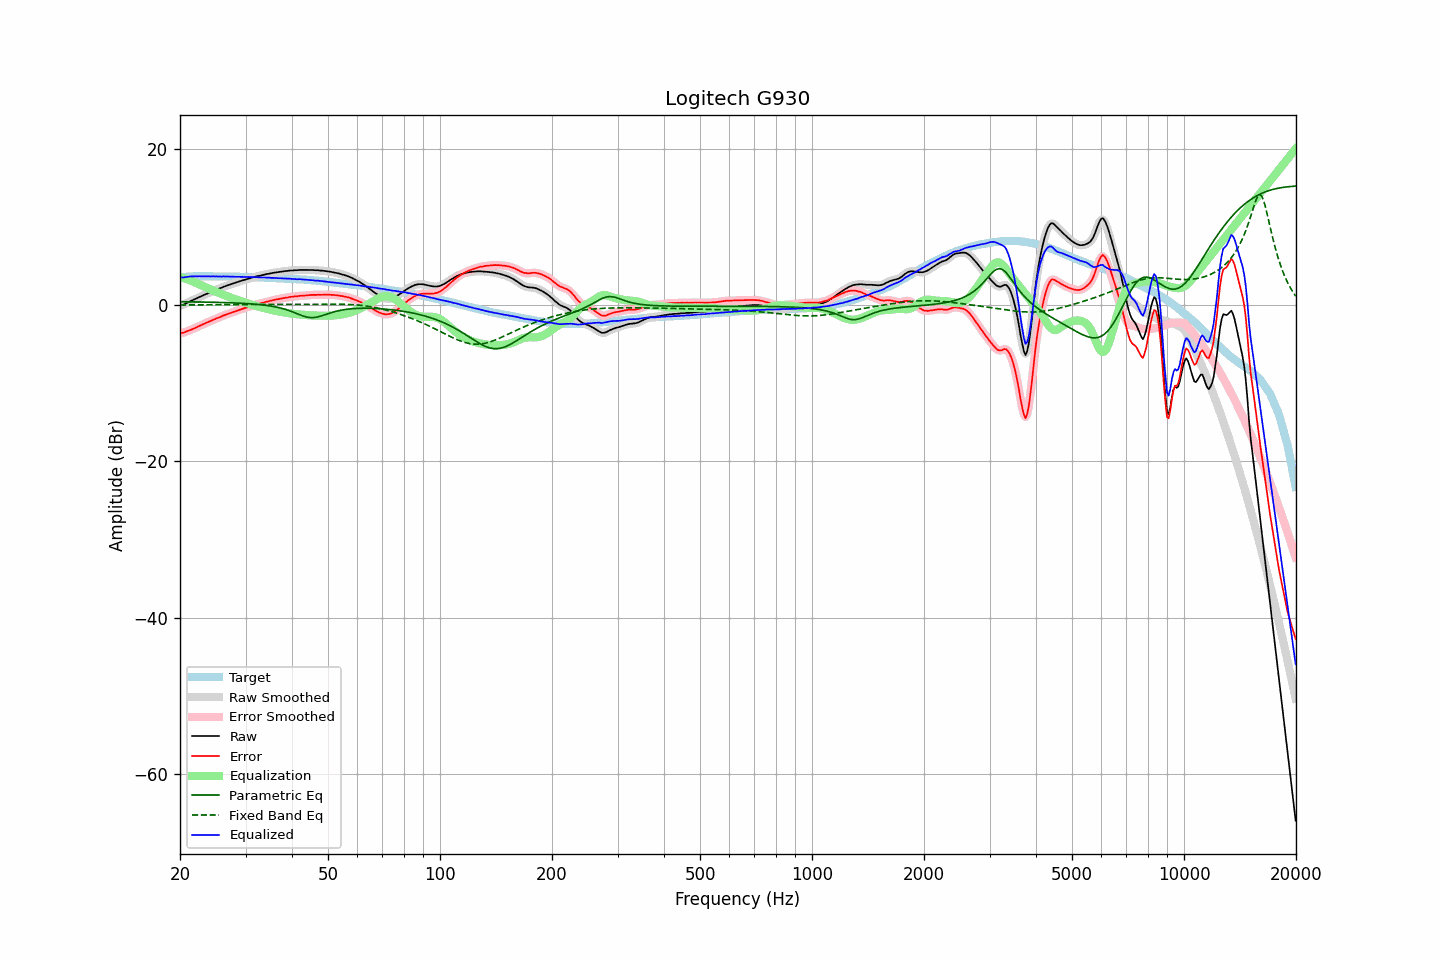 Logitech G930
Amplitude (dBr)
20
0
−20
−40
−60
Target
Raw Smoothed
Error Smoothed
Raw
Error
Equalization
Parametric Eq
Fixed Band Eq
Equalized
20 50 100 200 500 1000 2000 5000 10000 20000
Frequency (Hz)